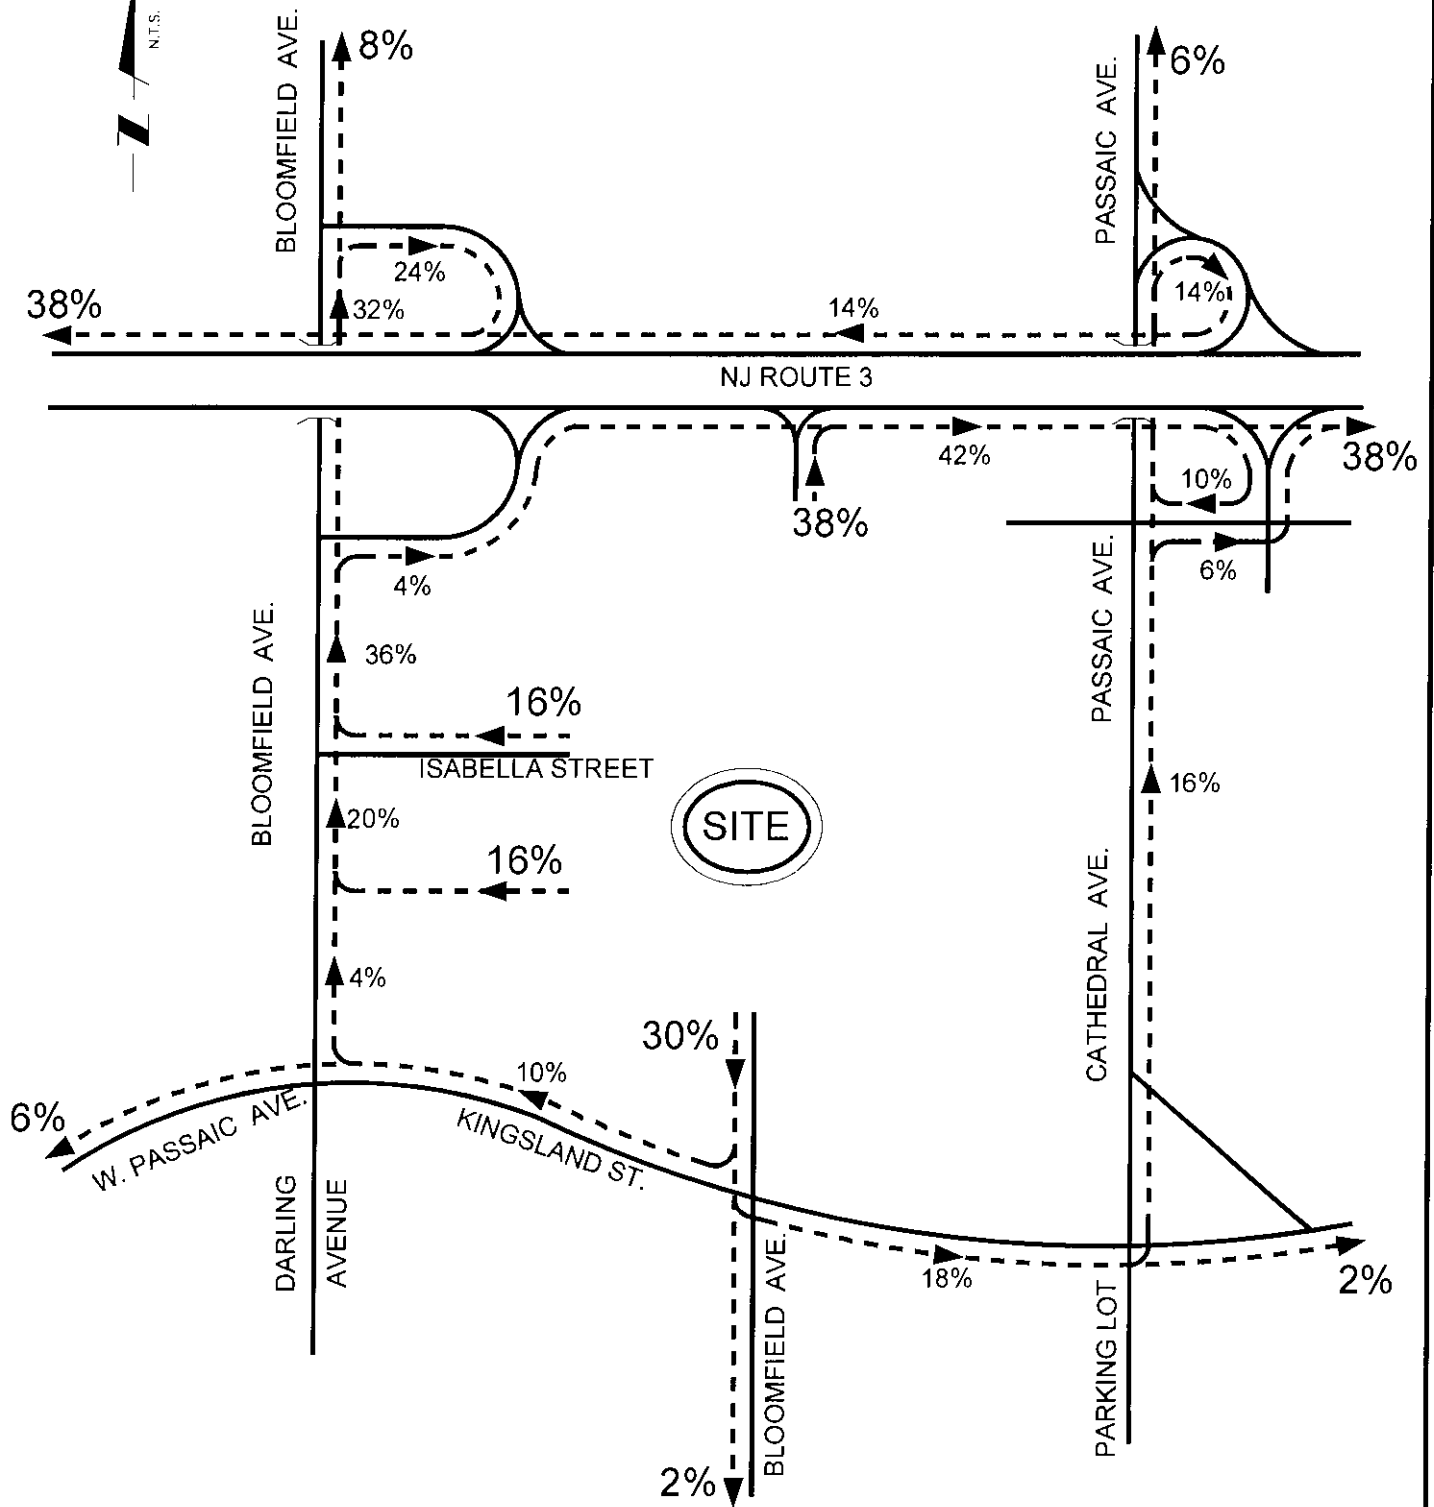 N.T.S.
Z
BLOOMFIELD AVE.
8%
PASSAIC AVE.
6%
24%
38%
32%
14%
14%
NJ ROUTE 3
42%
38%
10%
38%
4%
6%
BLOOMFIELD AVE.
36%
PASSAIC AVE.
16%
ISABELLA STREET
16%
20%
SITE
16%
CATHEDRAL AVE.
4%
30%
10%
6%
W. PASSAIC AVE.
KINGSLAND ST.
DARLING
AVENUE
18%
2%
BLOOMFIELD AVE.
PARKING LOT
2%